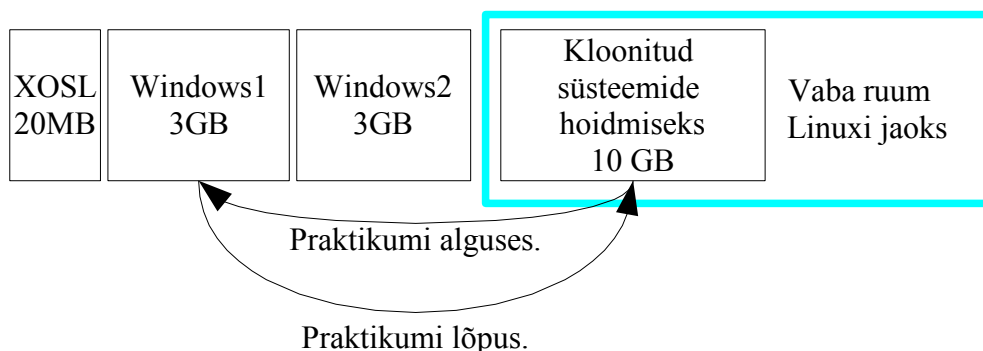 XOSL
20MB
Windows1
3GB
Windows2
3GB
Kloonitud
süsteemide
hoidmiseks
10 GB
Vaba ruum
Linuxi jaoks
Praktikumi alguses.
Praktikumi lõpus.